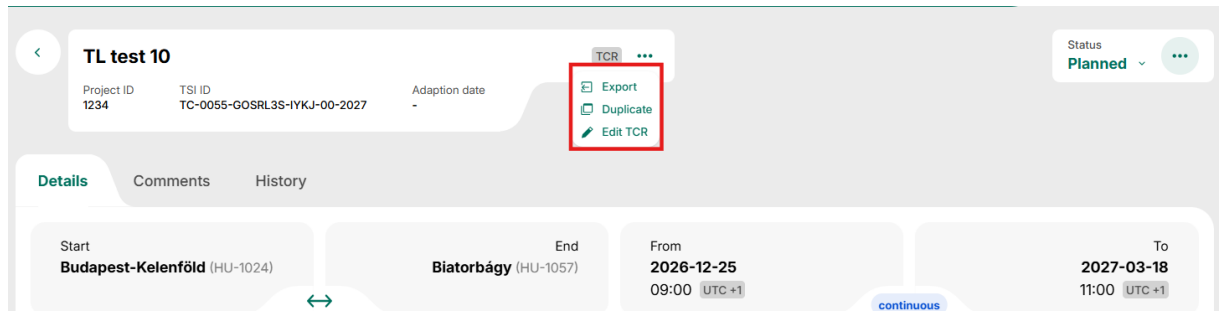 TL test 10
TCR
Status
Planned
Project ID
TSI ID
Adaption date
1234
TC-0055-GOSRL3S-IYKJ-00-2027
-
Export
Duplicate
Edit TCR
Details
Comments
History
Start
End
From
To
Budapest-Kelenföld (HU-1024)
Biatorbágy (HU-1057)
2026-12-25
2027-03-18
09:00 UTC +1
11:00 UTC +1
continuous